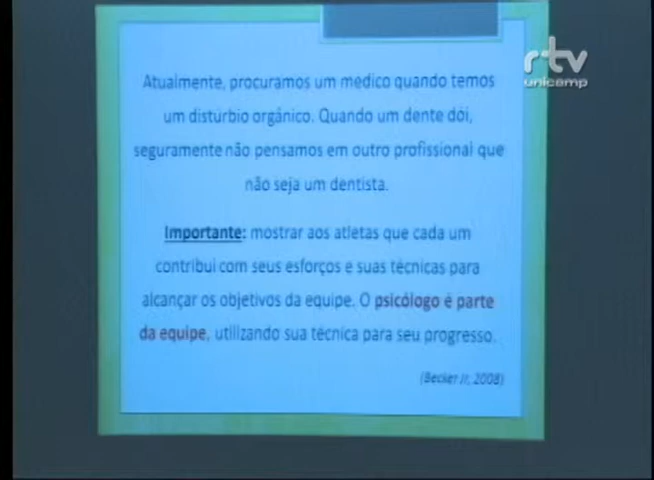 rtv
unicamp
Atualmente, procuramos um medico quando temos
um distúrbio orgânico. Quando um dente dói,
seguramente não pensamos em outro profissional que
não seja um dentista.
Importante: mostrar aos atletas que cada um
contribui com seus esforços e suas técnicas para
alcançar os objetivos da equipe. O psicólogo é parte
da equipe, utilizando sua técnica para seu progresso.
(Becker Jr, 2008)